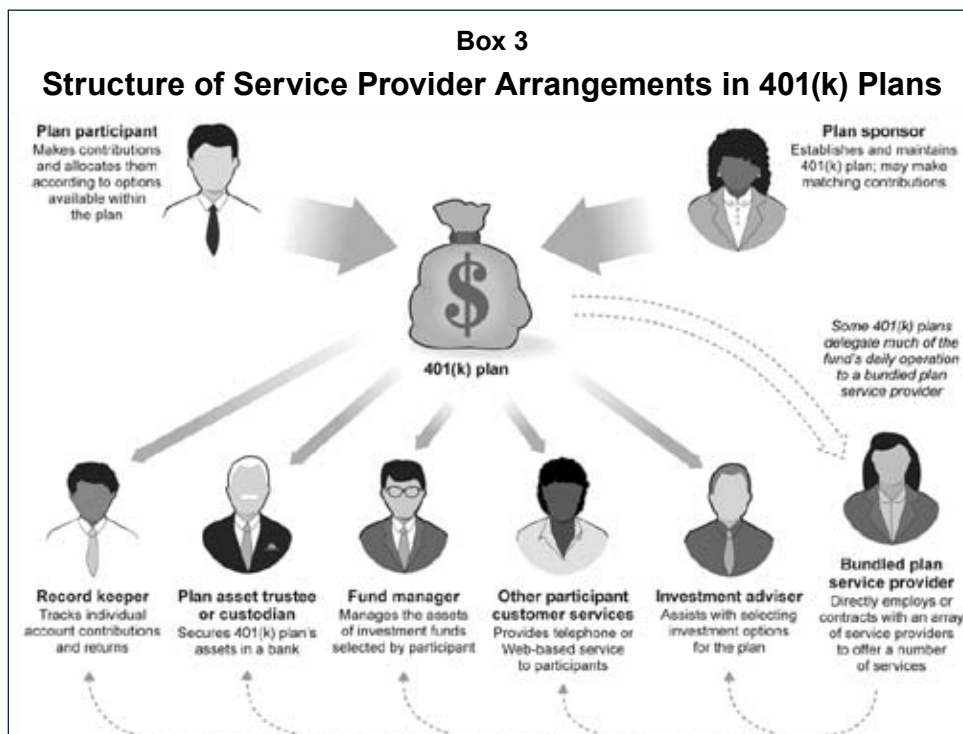 Box 3
Structure of Service Provider Arrangements in 401(k) Plans
Plan participant
Makes contributions
and allocates them
according to options
available within
the plan
Plan sponsor
Establishes and maintains
401(k) plan; may make
matching contributions
$
401(k) plan
Some 401(k) plans
delegate much of the
fund's daily operation
to a bundled plan
service provider
Record keeper
Tracks individual
account contributions
and returns
Plan asset trustee
or custodian
Secures 401(k) plan's
assets in a bank
Fund manager
Manages the assets
of investment funds
selected by participant
Other participant
customer services
Provides telephone or
Web-based service
to participants
Investment adviser
Assists with selecting
investment options
for the plan
Bundled plan
service provider
Directly employs or
contracts with an array
of service providers
to offer a number
of services